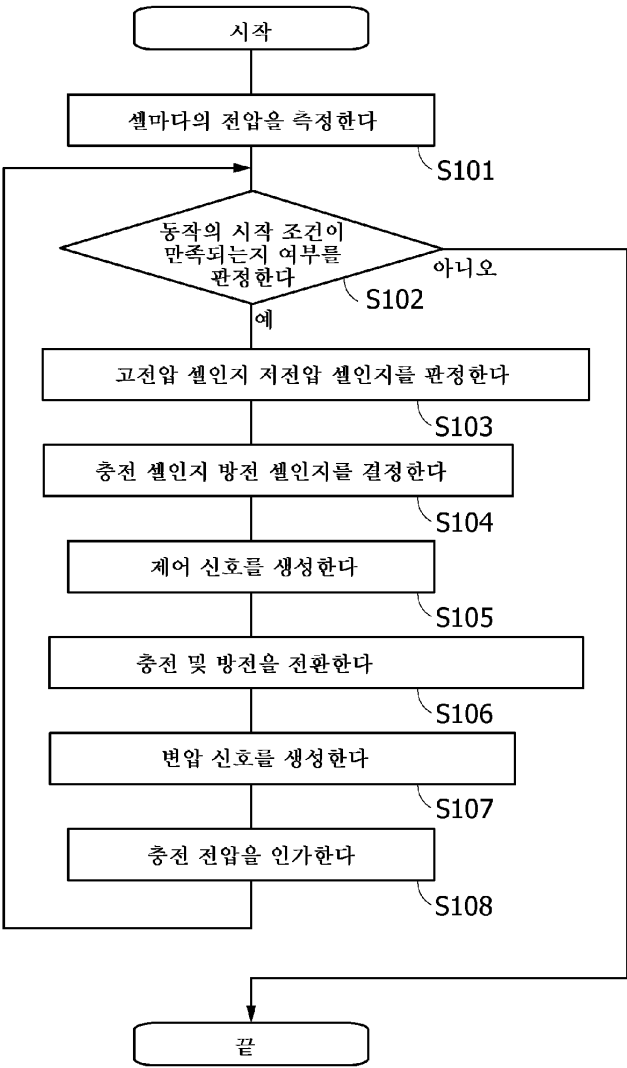 시작
셀마다의 전압을 측정한다
S101
동작의 시작 조건이
만족되는지 여부를
판정한다
아니오
S102
예
고전압 셀인지 저전압 셀인지를 판정한다
S103
충전 셀인지 방전 셀인지를 결정한다
S104
제어 신호를 생성한다
S105
충전 및 방전을 전환한다
S106
변압 신호를 생성한다
S107
충전 전압을 인가한다
S108
끝